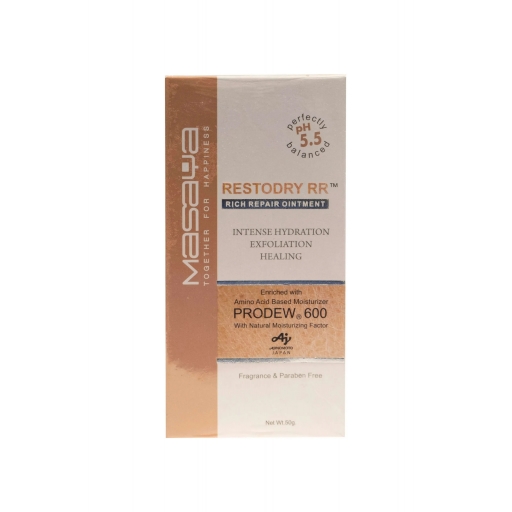 Masaya
TOGETHER FOR HAPPINESS
perfectly
pH
5.5
balanced
RESTODRY RR™
RICH REPAIR OINTMENT
INTENSE HYDRATION
EXFOLIATION
HEALING
Enriched with
Amino Acid Based Moisturizer
PRODEW® 600
With Natural Moisturizing Factor
Aj
AJINOMOTO
JAPAN
Fragrance & Paraben Free
Net Wt.50g